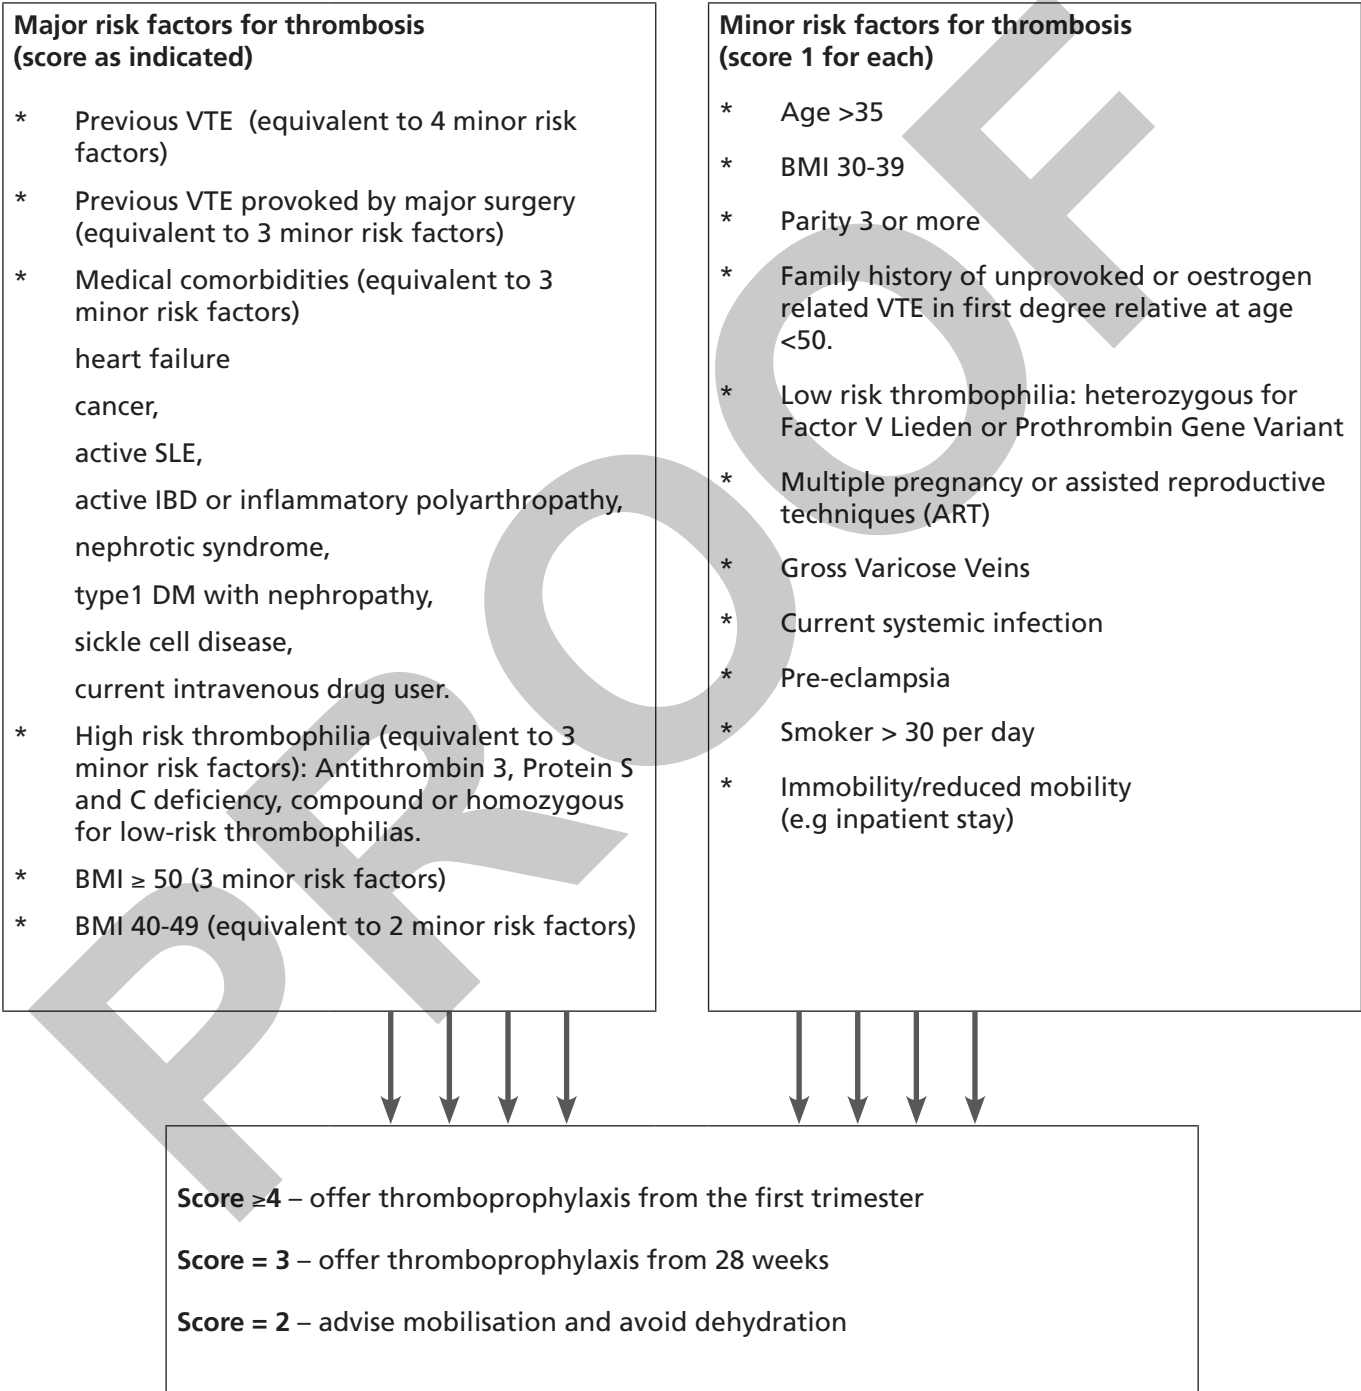 Major risk factors for thrombosis
(score as indicated)
* Previous VTE (equivalent to 4 minor risk
factors)
* Previous VTE provoked by major surgery
(equivalent to 3 minor risk factors)
* Medical comorbidities (equivalent to 3
minor risk factors)
heart failure
cancer,
active SLE,
active IBD or inflammatory polyarthropathy,
nephrotic syndrome,
type1 DM with nephropathy,
sickle cell disease,
current intravenous drug user.
* High risk thrombophilia (equivalent to 3
minor risk factors): Antithrombin 3, Protein S
and C deficiency, compound or homozygous
for low-risk thrombophilias.
* BMI ≥ 50 (3 minor risk factors)
* BMI 40-49 (equivalent to 2 minor risk factors)
Minor risk factors for thrombosis
(score 1 for each)
* Age >35
* BMI 30-39
* Parity 3 or more
* Family history of unprovoked or oestrogen
related VTE in first degree relative at age
<50.
* Low risk thrombophilia: heterozygous for
Factor V Lieden or Prothrombin Gene Variant
* Multiple pregnancy or assisted reproductive
techniques (ART)
* Gross Varicose Veins
* Current systemic infection
* Pre-eclampsia
* Smoker > 30 per day
* Immobility/reduced mobility
(e.g inpatient stay)
Score ≥4 – offer thromboprophylaxis from the first trimester
Score = 3 – offer thromboprophylaxis from 28 weeks
Score = 2 – advise mobilisation and avoid dehydration
PROOF